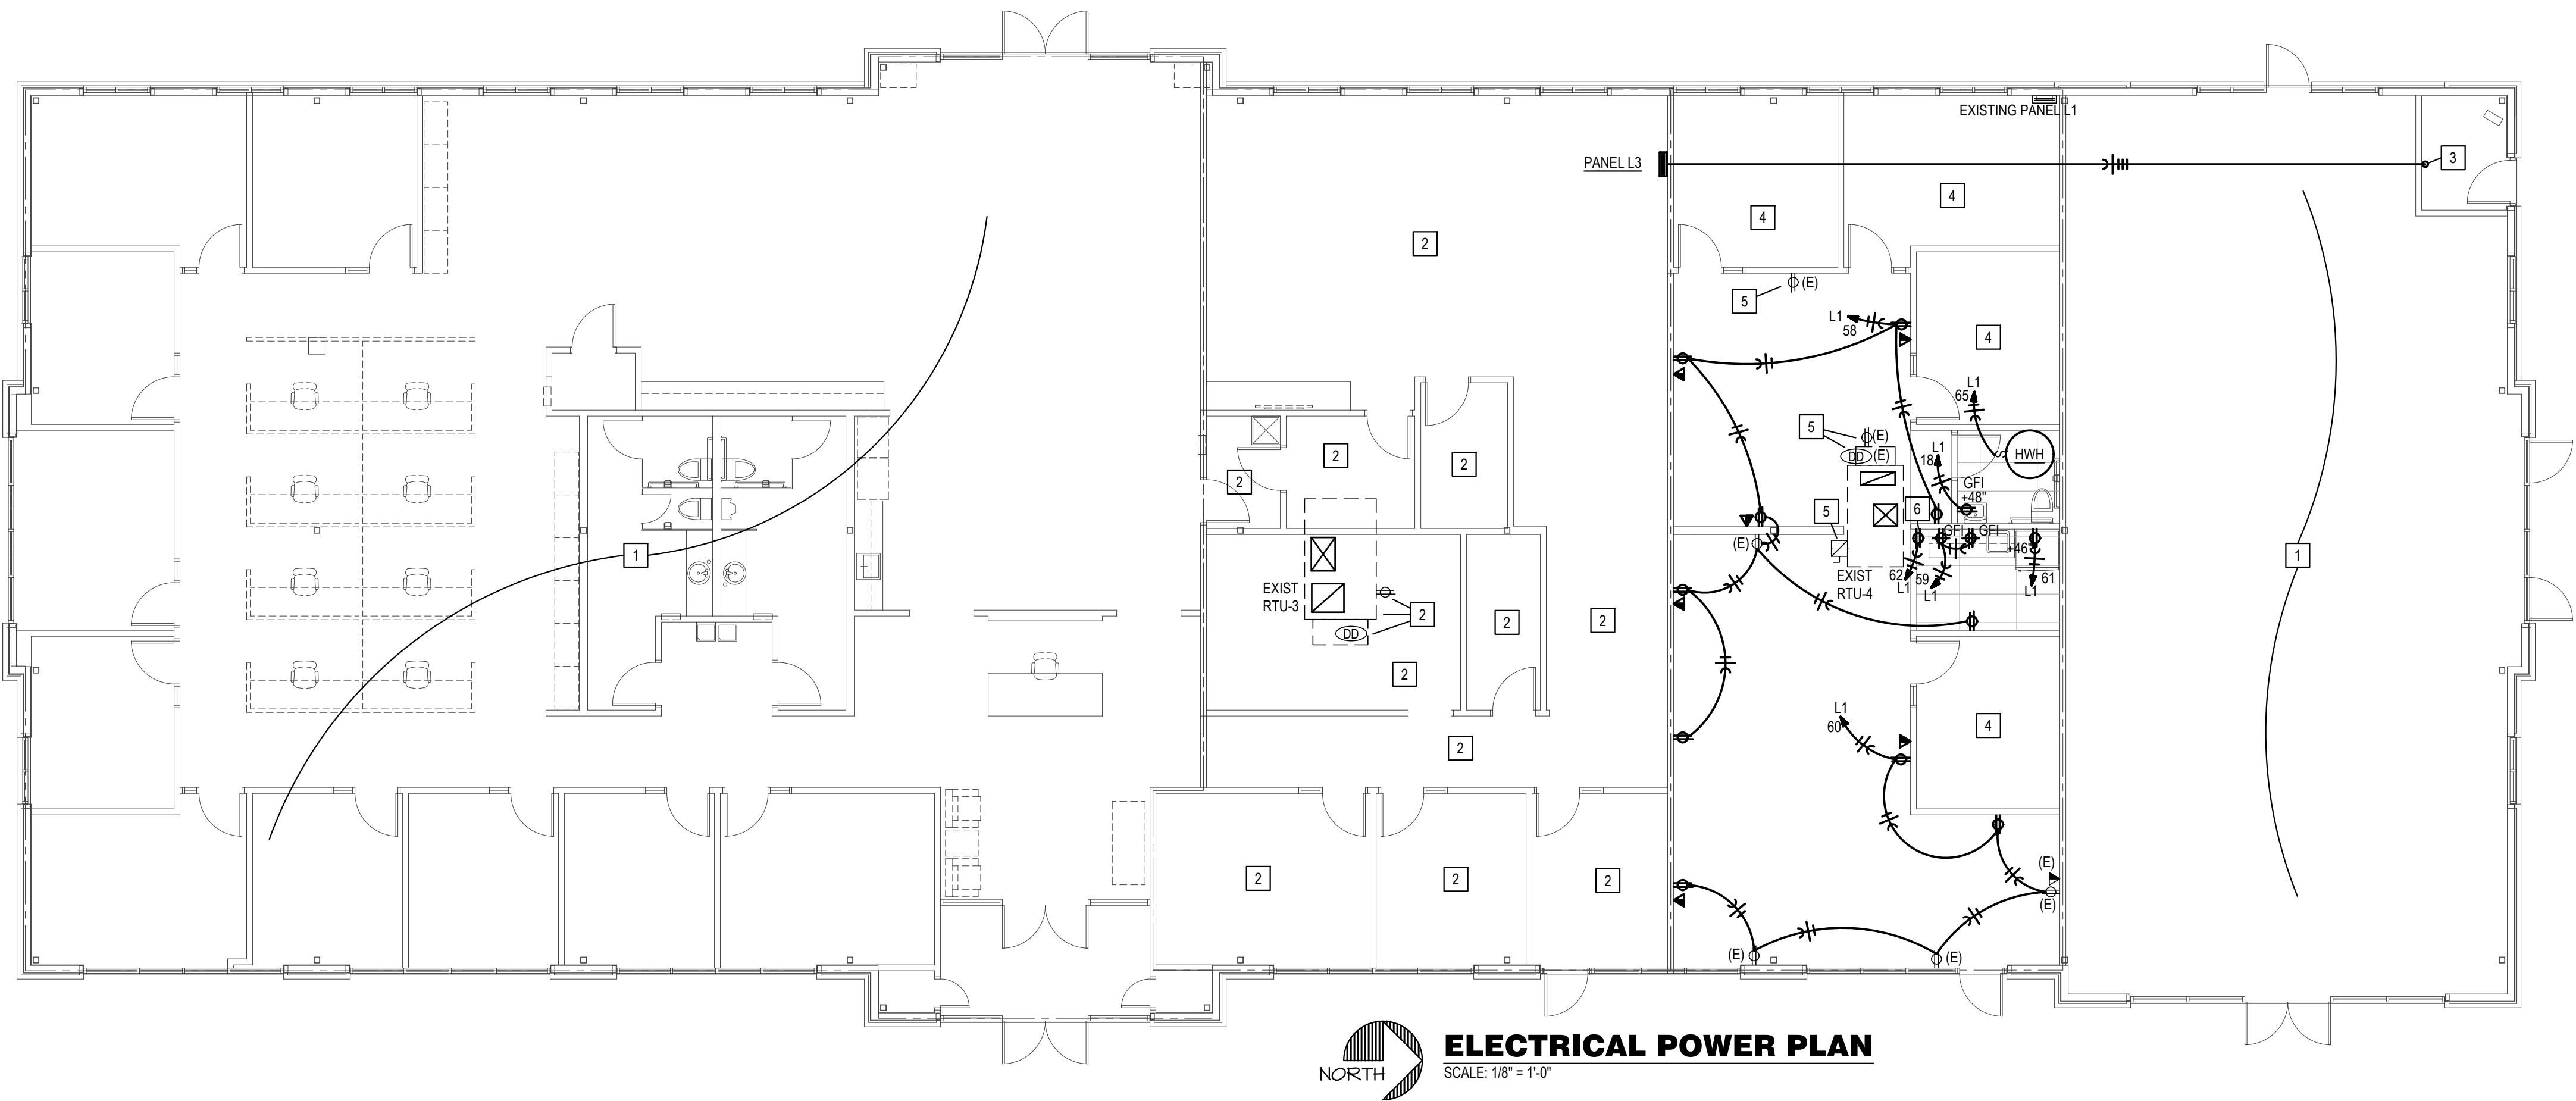 EXISTING PANEL L1
PANEL L3
3
4
4
2
5
(E)
L1
58
4
L1
65
5
(E)
DD
(E)
L1
18
HWH
GFI
+48"
2
2
2
5
6
GFI
GFI
+46"
(E)
1
1
EXIST
RTU-3
2
DD
EXIST
RTU-4
62
L1
59
L1
61
L1
2
2
2
4
L1
60
2
2
2
2
(E)
(E)
(E)
(E)
NORTH
ELECTRICAL POWER PLAN
SCALE: 1/8" = 1'-0"